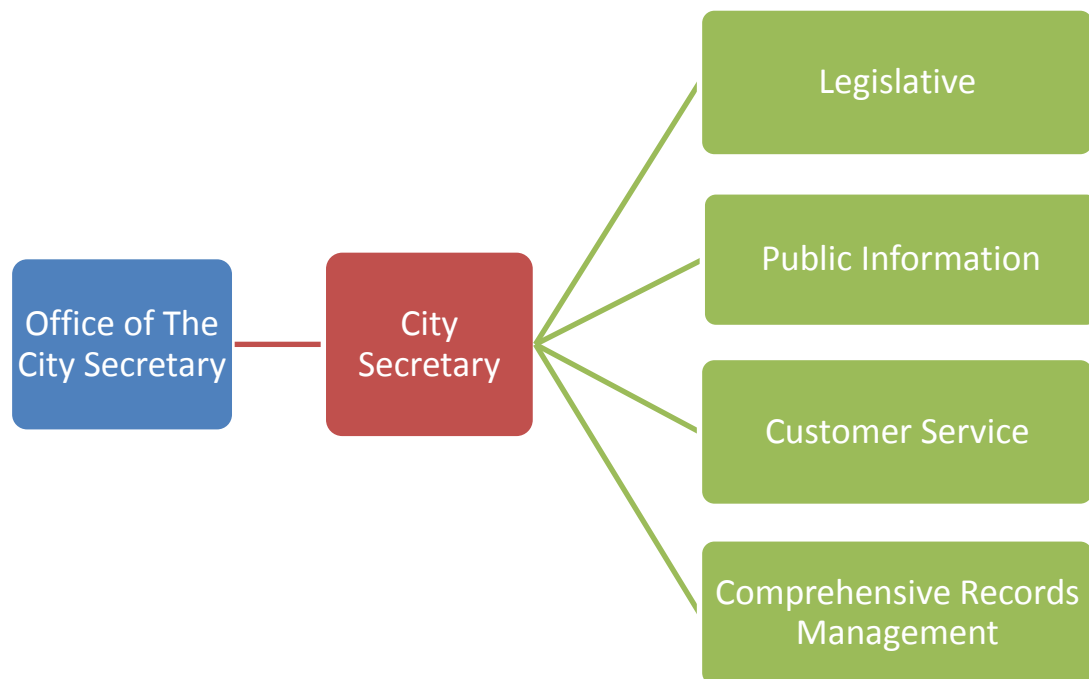 Legislative
Public Information
Office of The
City Secretary
City
Secretary
Customer Service
Comprehensive Records
Management